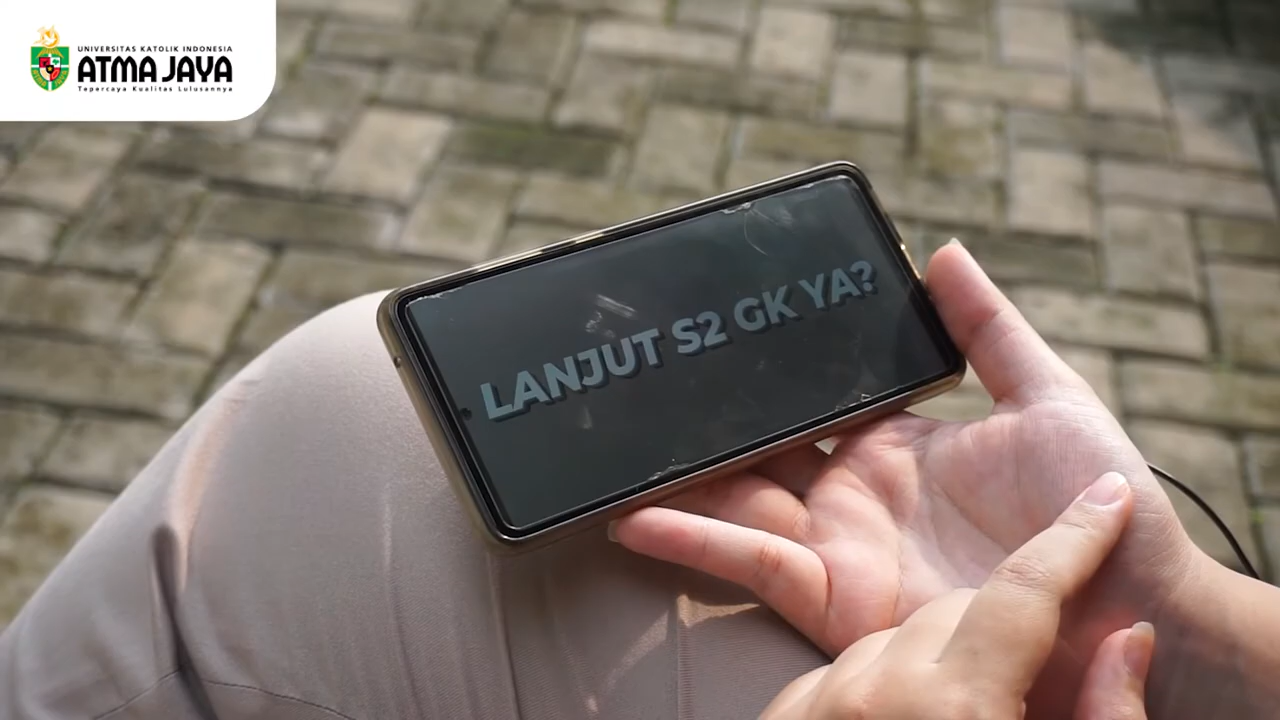 UNIVERSITAS KATOLIK INDONESIA
ATMA JAYA
Tepercaya Kualitas Lulusannya
LANJUT S2 GK YA?